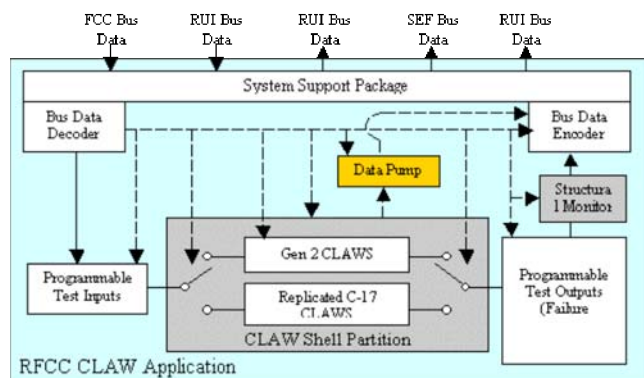 FCC Bus
Data
RUI Bus
Data
RUI Bus
Data
SEF Bus
Data
RUI Bus
Data
System Support Package
Bus Data
Decoder
Bus Data
Encoder
Data Pump
Structura
l Monitor
Gen 2 CLAWS
Programmable
Test Inputs
Replicated C-17
CLAWS
Programmable
Test Outputs
(Failure
CLAW Shell Partition
RFCC CLAW Application